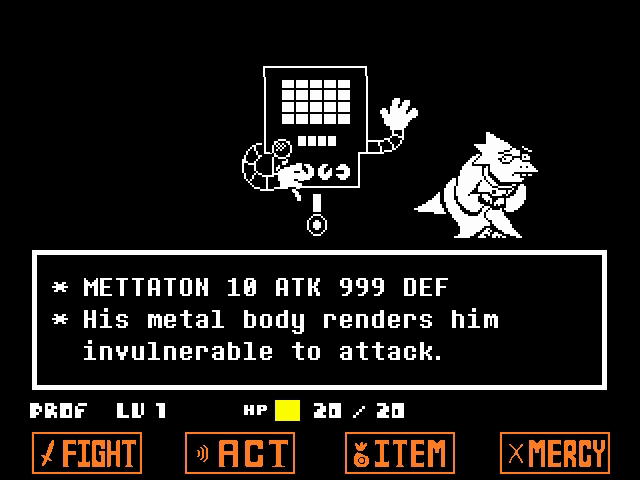 * METTATON 10 ATK 999 DEF
* His metal body renders him
invulnerable to attack.
PROF LV 1 HP 20 / 20
FIGHT ACT ITEM MERCY